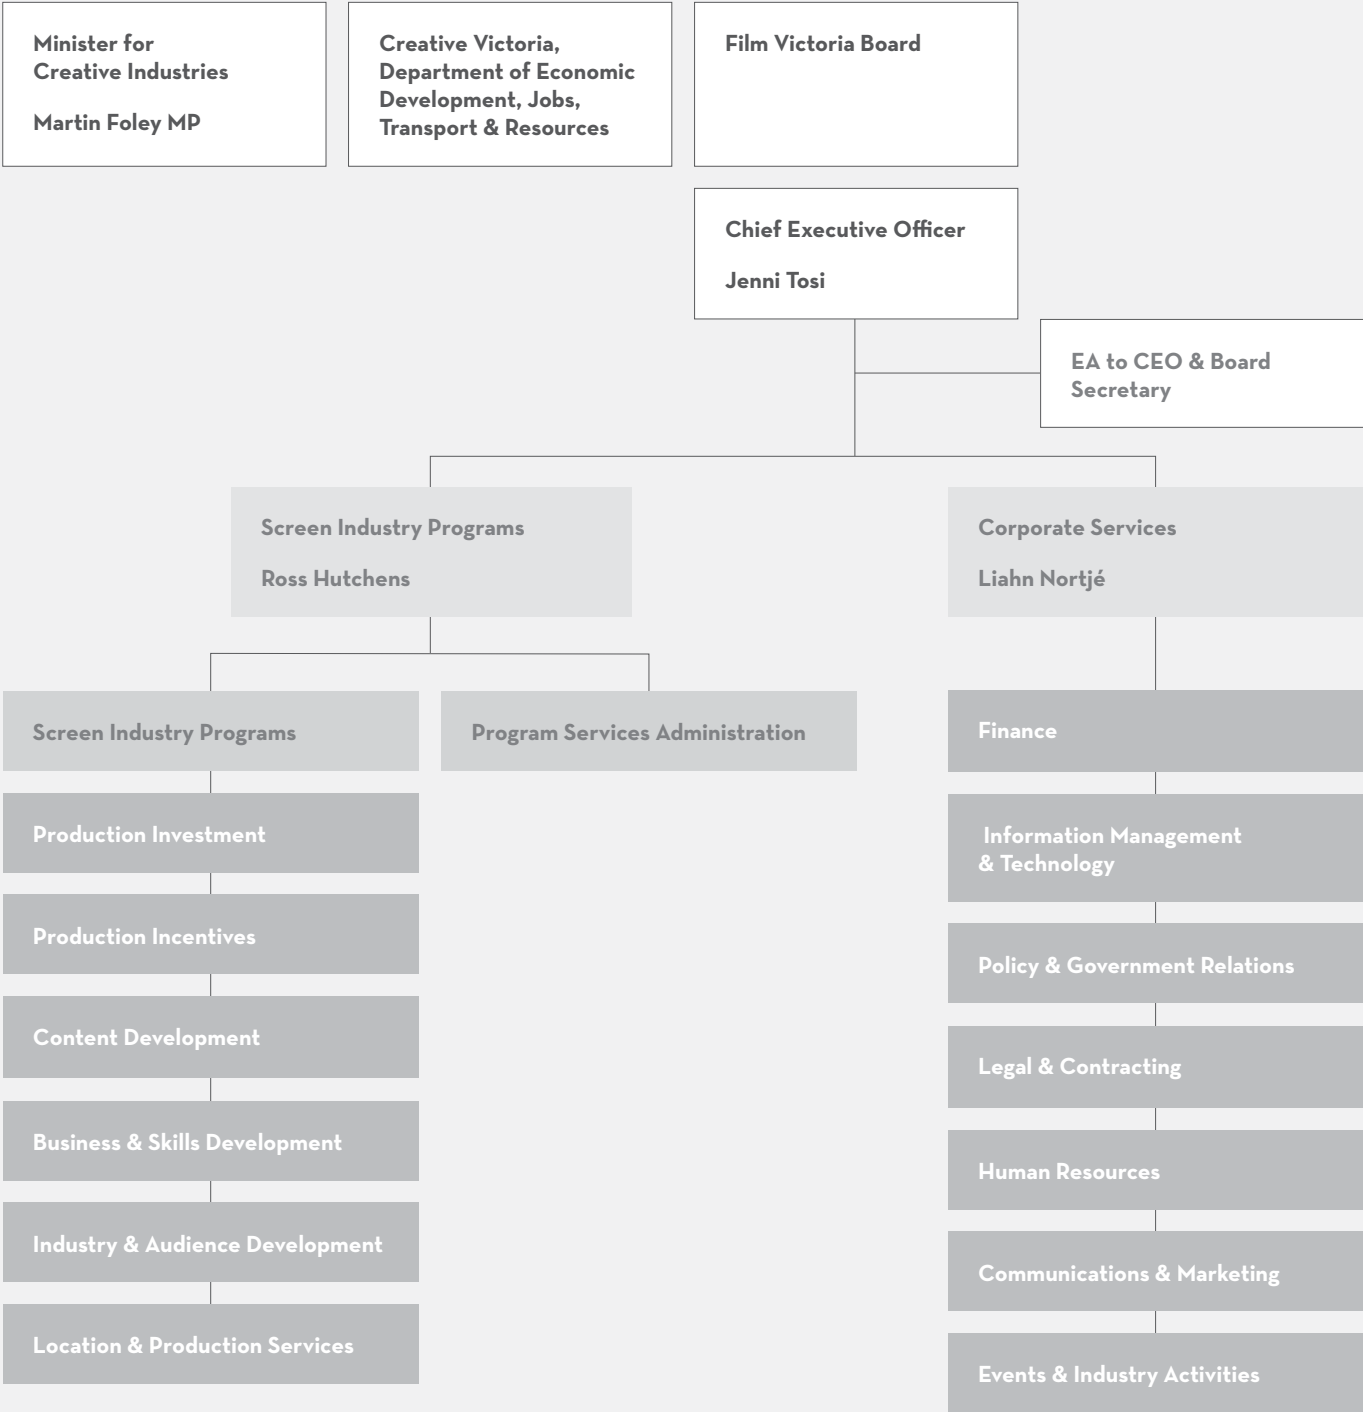 Minister for
Creative Industries
Martin Foley MP
Creative Victoria,
Department of Economic
Development, Jobs,
Transport & Resources
Film Victoria Board
Chief Executive Officer
Jenni Tosi
EA to CEO & Board
Secretary
Screen Industry Programs
Ross Hutchens
Corporate Services
Liahn Nortjé
Screen Industry Programs
Program Services Administration
Production Investment
Production Incentives
Content Development
Business & Skills Development
Industry & Audience Development
Location & Production Services
Finance
Information Management
& Technology
Policy & Government Relations
Legal & Contracting
Human Resources
Communications & Marketing
Events & Industry Activities